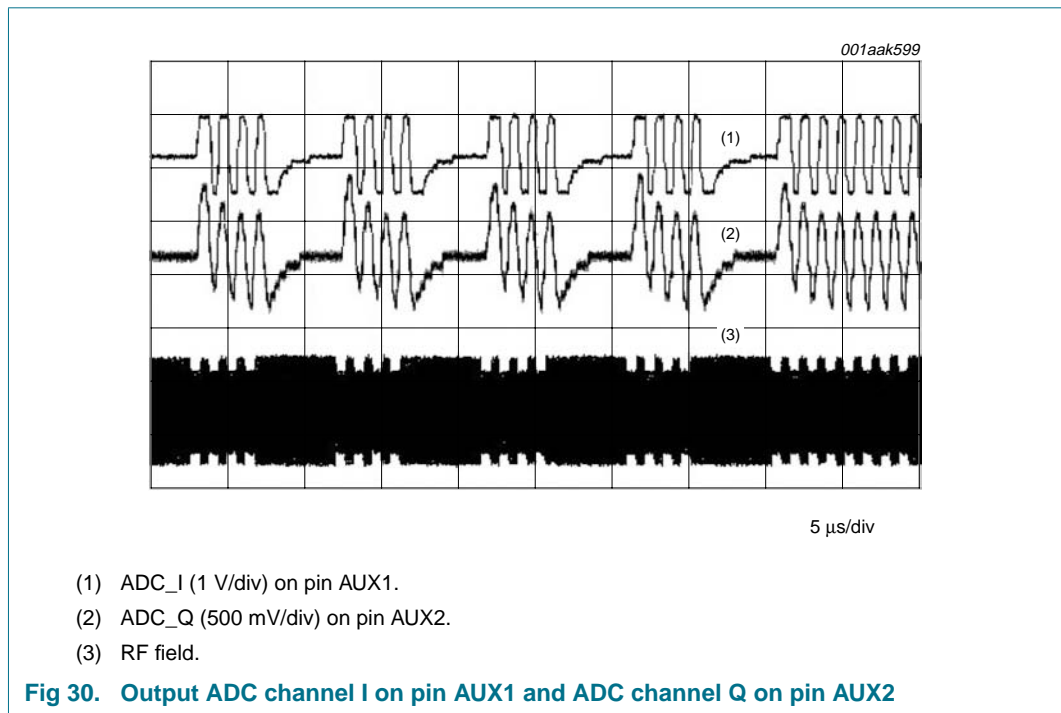 001aak599
(1)
(2)
(3)
5 μs/div
(1) ADC_I (1 V/div) on pin AUX1.
(2) ADC_Q (500 mV/div) on pin AUX2.
(3) RF field.
Fig 30. Output ADC channel I on pin AUX1 and ADC channel Q on pin AUX2